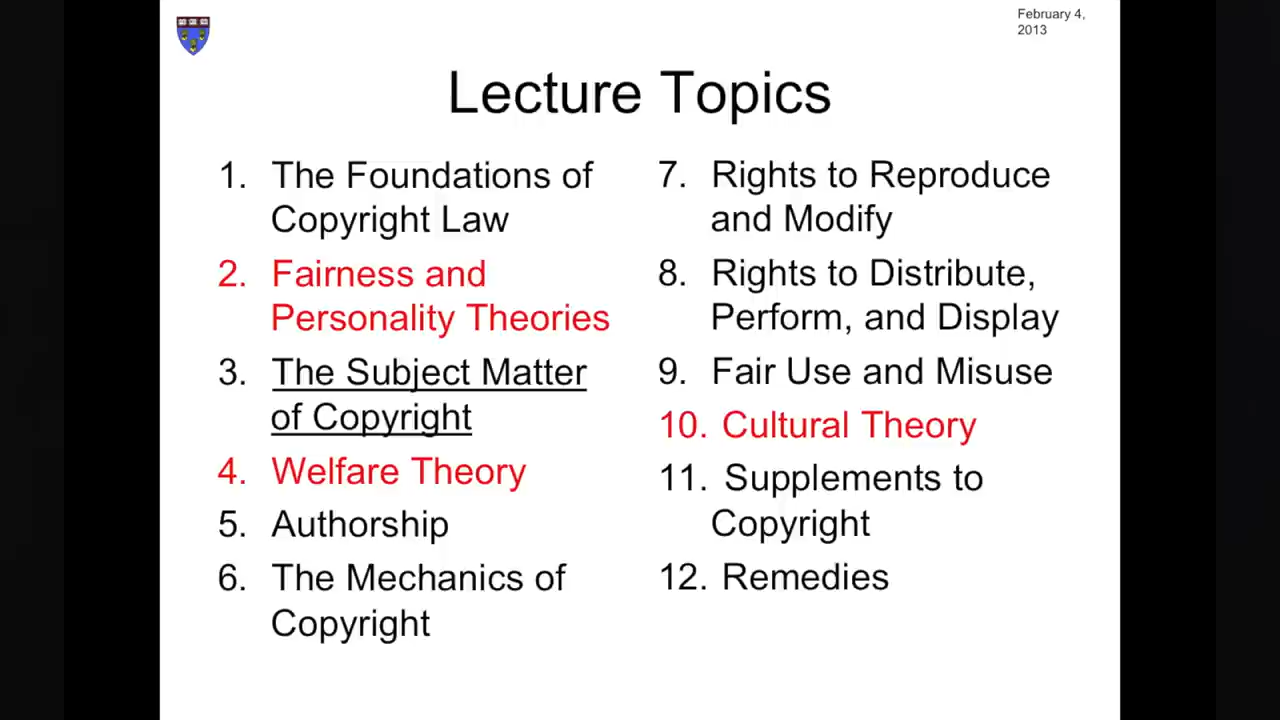 February 4,
2013
Lecture Topics
1. The Foundations of
Copyright Law
2. Fairness and
Personality Theories
3. The Subject Matter
of Copyright
4. Welfare Theory
5. Authorship
6. The Mechanics of
Copyright
7. Rights to Reproduce
and Modify
8. Rights to Distribute,
Perform, and Display
9. Fair Use and Misuse
10. Cultural Theory
11. Supplements to
Copyright
12. Remedies